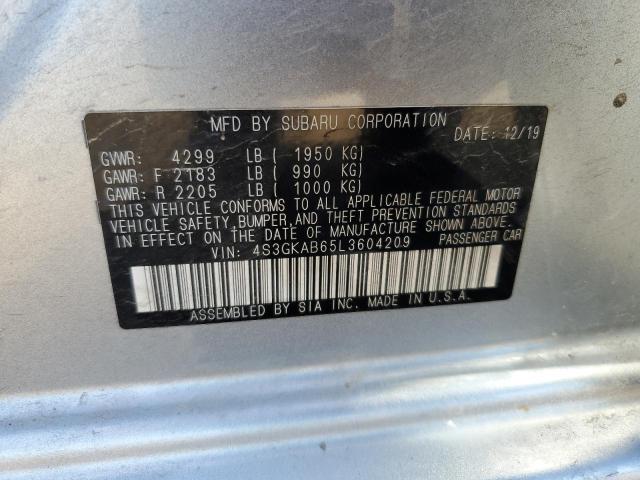 MFD BY SUBARU CORPORATION
DATE: 12/19
GVWR: 4299 LB ( 1950 KG)
GAWR: F 2183 LB ( 990 KG)
GAWR: R 2205 LB ( 1000 KG)
THIS VEHICLE CONFORMS TO ALL APPLICABLE FEDERAL MOTOR
VEHICLE SAFETY,BUMPER,AND THEFT PREVENTION STANDARDS
IN EFFECT ON THE DATE OF MANUFACTURE SHOWN ABOVE.
VIN: 4S3GKAB65L3604209 PASSENGER CAR
ASSEMBLED BY SIA INC. MADE IN U.S.A.